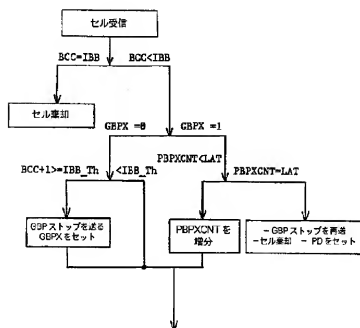 セル受信
BCC=IBB
BCC<IBB
セル棄却
GBPX =0
GBPX =1
PBPXCNT<LAT
BCC+1>=IBB_Th
<IBB_Th
PBPXCNT=LAT
GBPストップを送る
GBPXをセット
PBPXCNTを
増分
－GBPストップを再送
－セル棄却 － PDをセット